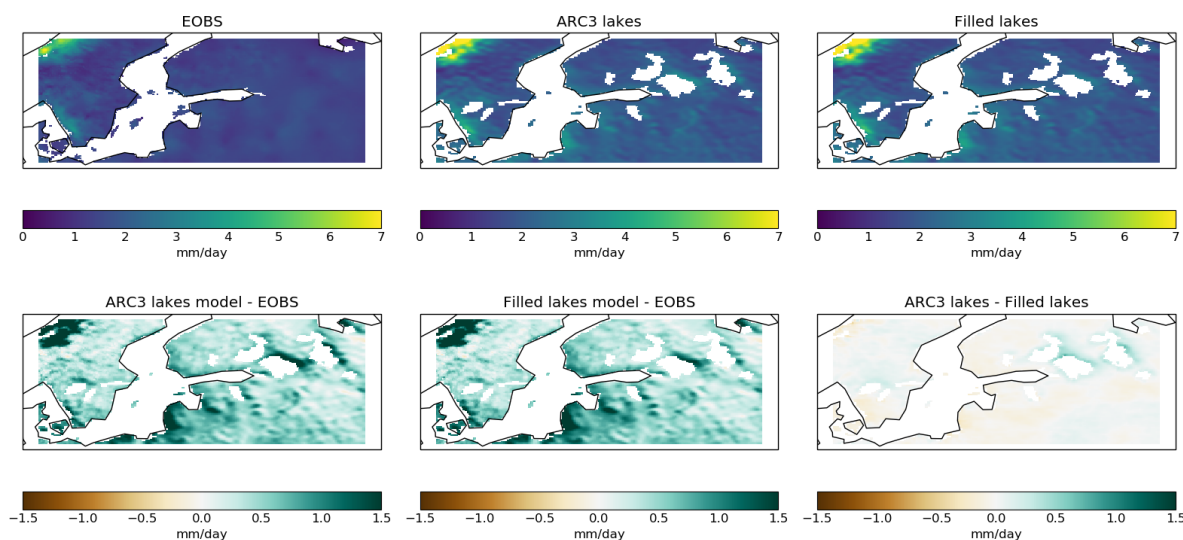 EOBS
ARC3 lakes
Filled lakes
0 1 2 3 4 5 6 7
mm/day
0 1 2 3 4 5 6 7
mm/day
0 1 2 3 4 5 6 7
mm/day
ARC3 lakes model - EOBS
Filled lakes model - EOBS
ARC3 lakes - Filled lakes
−1.5 −1.0 −0.5 0.0 0.5 1.0 1.5
mm/day
−1.5 −1.0 −0.5 0.0 0.5 1.0 1.5
mm/day
−1.5 −1.0 −0.5 0.0 0.5 1.0 1.5
mm/day